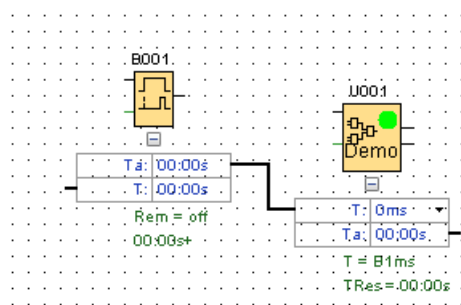 B001
Ta: 00:00s
T: 00:00s
Rem = off
00:00s+
U001
Demo
T: 0ms
Ta: 00:00s
T = 81ms
TRes=00:00s